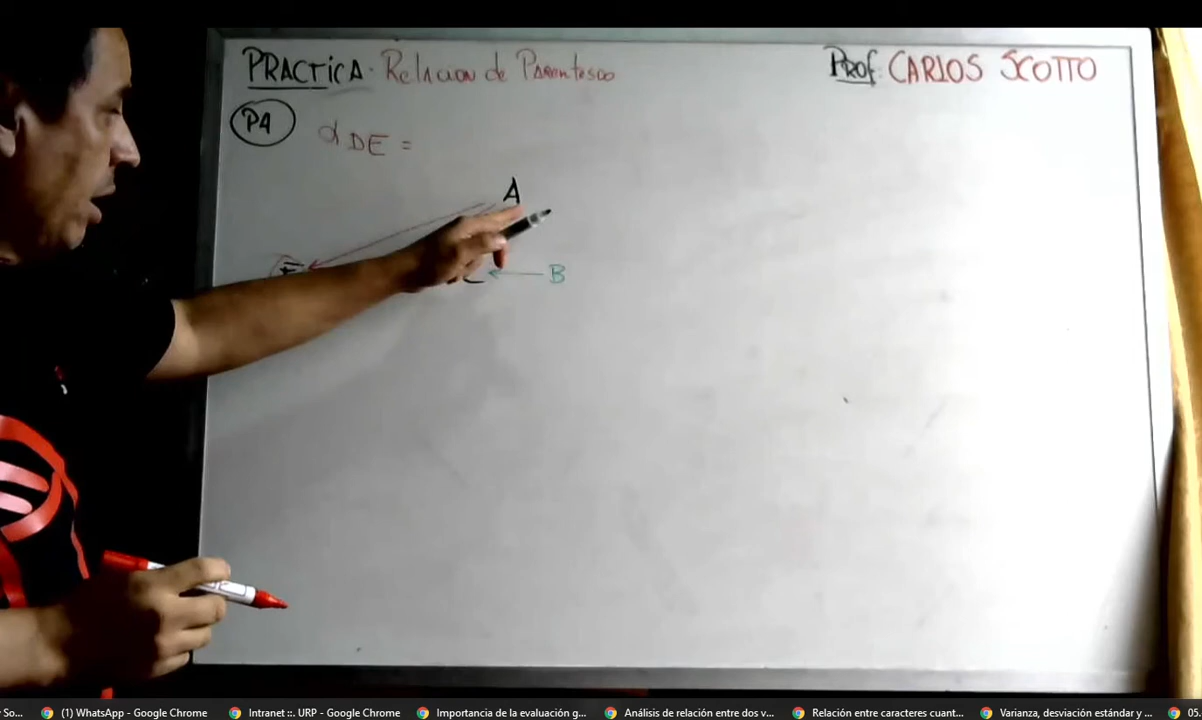 PRACTICA. Relacion de Parentesco
Prof. CARLOS SCOTTO
P4
α DE =
A
E
C
B
So...
(1) WhatsApp - Google Chrome
Intranet ::. URP - Google Chrome
Importancia de la evaluación g...
Análisis de relación entre dos v...
Relación entre caracteres cuant...
Varianza, desviación estándar y ...